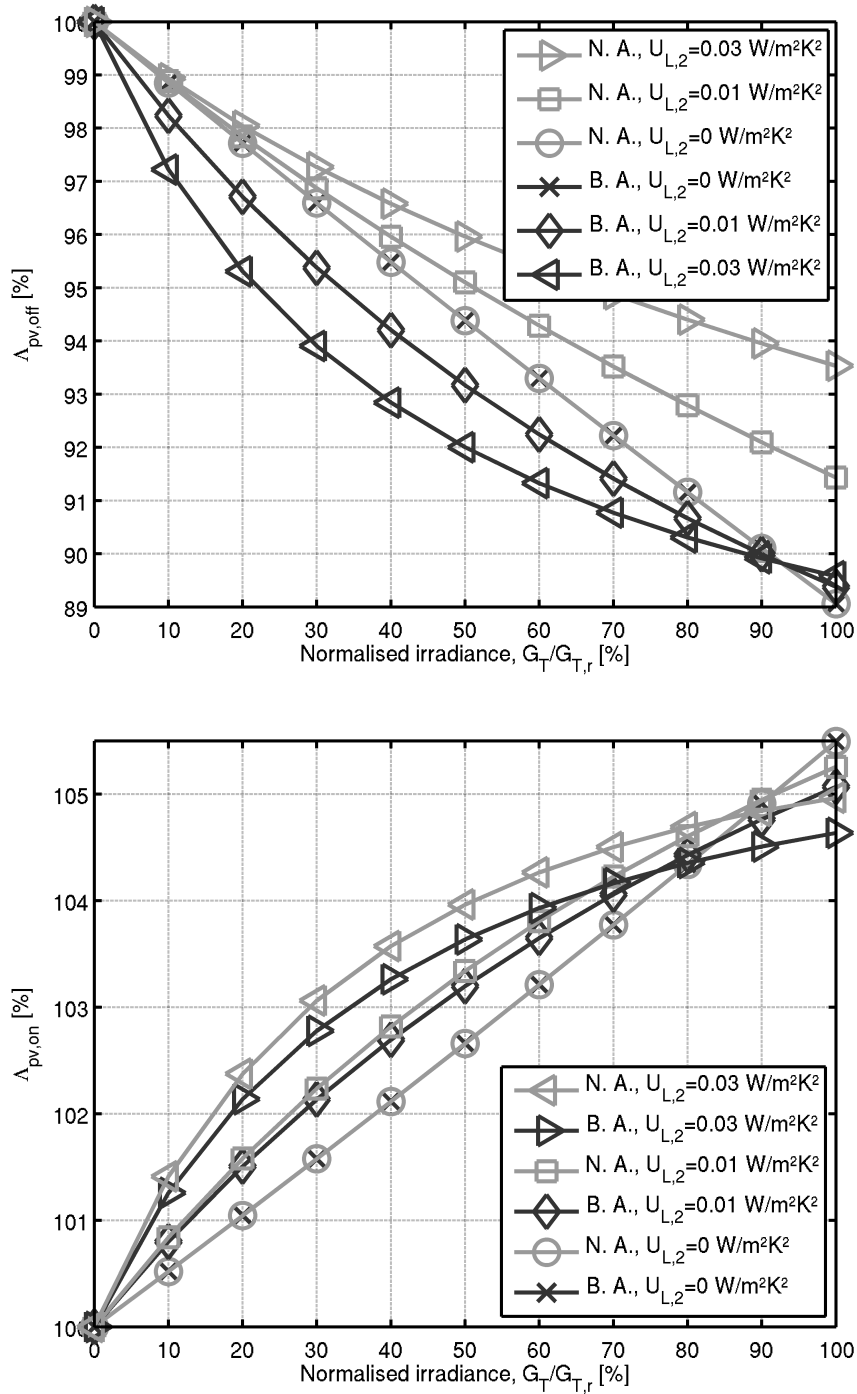 100
99
98
97
96
95
94
93
92
91
90
89
Λpv,off [%]
N. A., UL,2=0.03 W/m²K²
N. A., UL,2=0.01 W/m²K²
N. A., UL,2=0 W/m²K²
B. A., UL,2=0 W/m²K²
B. A., UL,2=0.01 W/m²K²
B. A., UL,2=0.03 W/m²K²
0 10 20 30 40 50 60 70 80 90 100
Normalised irradiance, GT/GT,r [%]
105
104
103
102
101
100
Λpv,on [%]
N. A., UL,2=0.03 W/m²K²
B. A., UL,2=0.03 W/m²K²
N. A., UL,2=0.01 W/m²K²
B. A., UL,2=0.01 W/m²K²
N. A., UL,2=0 W/m²K²
B. A., UL,2=0 W/m²K²
0 10 20 30 40 50 60 70 80 90 100
Normalised irradiance, GT/GT,r [%]